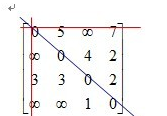 0 5 ∞ 7
∞ 0 4 2
3 3 0 2
∞ ∞ 1 0